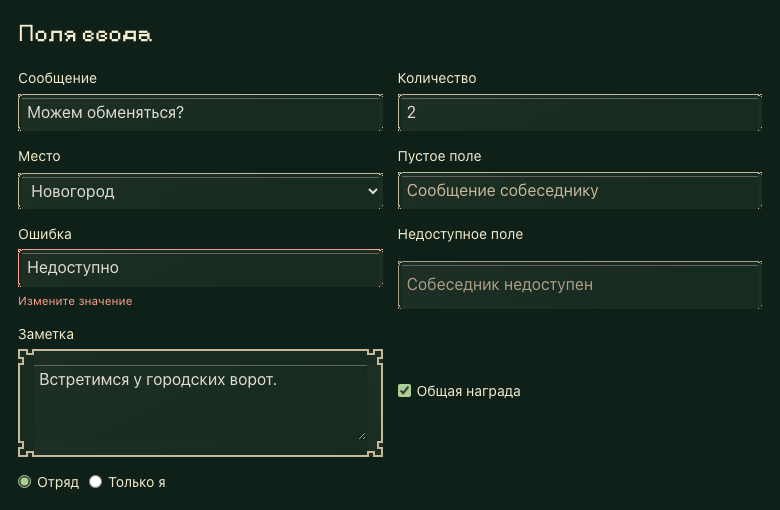 Поля ввода
Сообщение
Количество
Можем обменяться?
2
Место
Пустое поле
Новогород
Сообщение собеседнику
Ошибка
Недоступное поле
Недоступно
Собеседник недоступен
Измените значение
Заметка
Встретимся у городских ворот.
Общая награда
Отряд
Только я